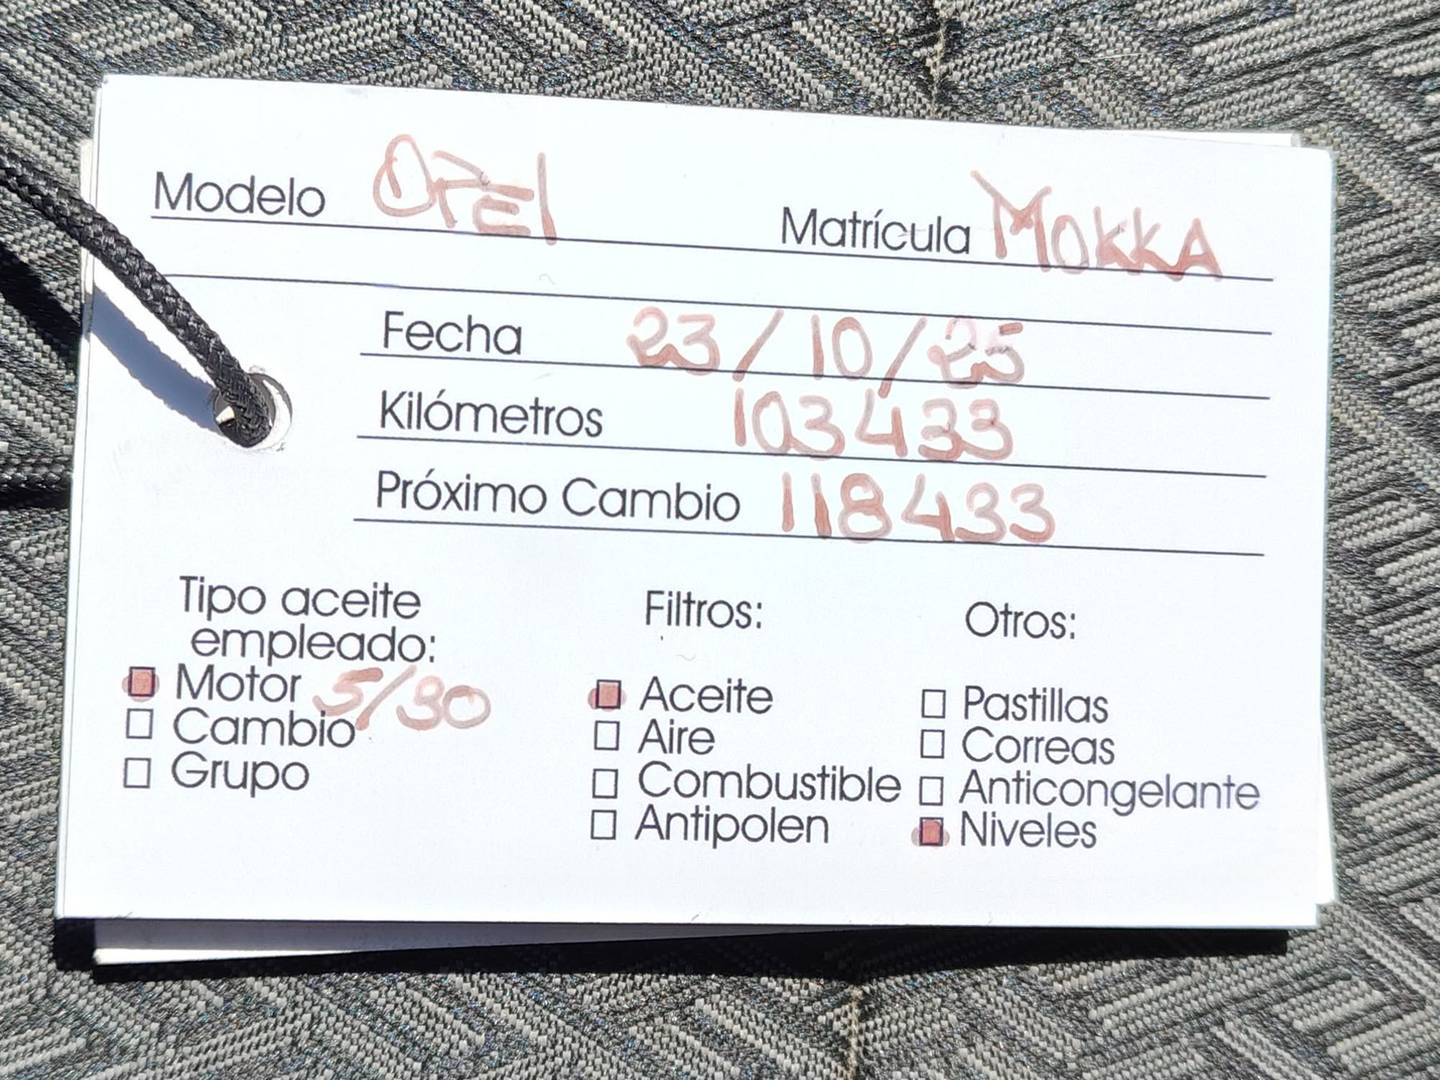 Modelo OPEl Matrícula MOKKA
Fecha 23/10/25
Kilómetros 103433
Próximo Cambio 118433
Tipo aceite
empleado:
Motor 5/30
Cambio
Grupo
Filtros:
Aceite
Aire
Combustible
Antipolen
Otros:
Pastillas
Correas
Anticongelante
Niveles